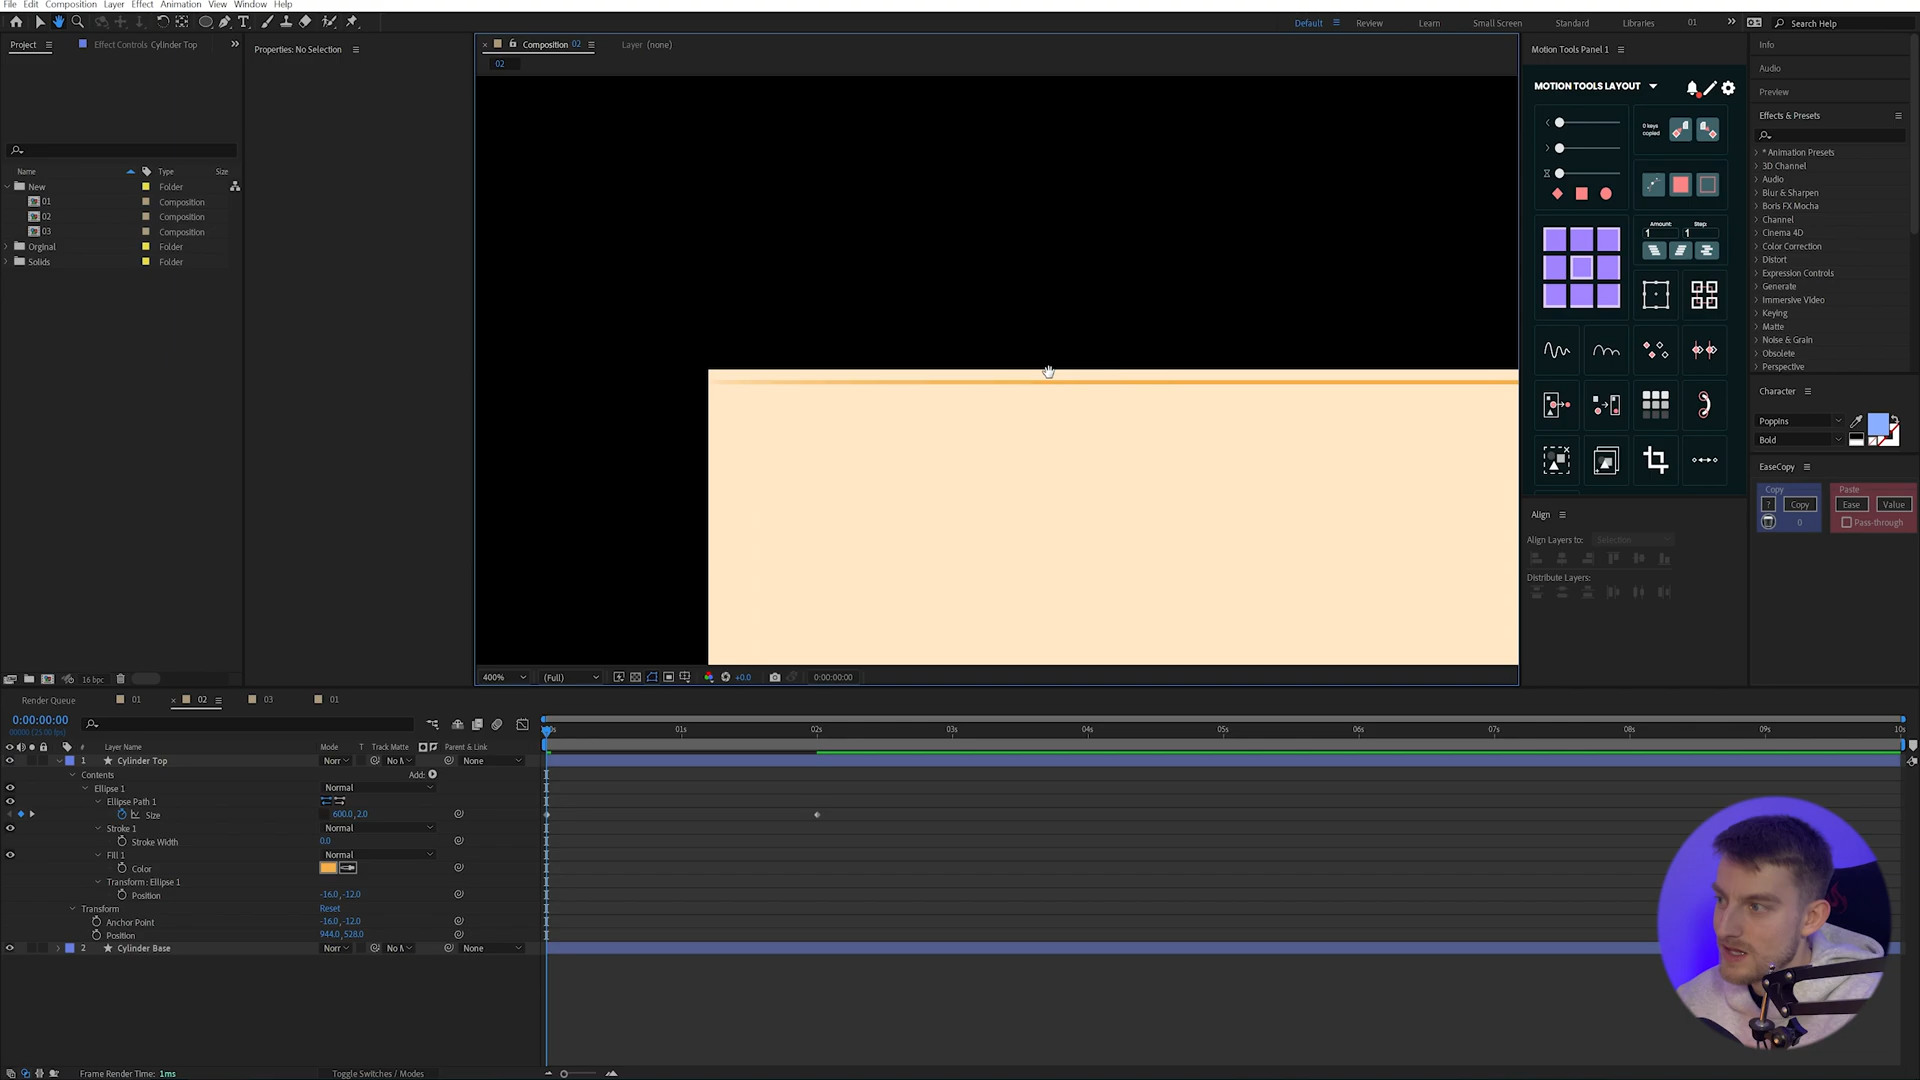 File Edit Composition Layer Effect Animation View Window Help
Default Review Learn Small Screen Standard Libraries 01 Search Help
Project Effect Controls Cylinder Top
Properties: No Selection
Composition 02
Layer (none)
02
Name Type Size
New Folder
01 Composition
02 Composition
03 Composition
Orginal Folder
Solids Folder
16 bpc
400% (Full) +0.0 0:00:00:00
Motion Tools Panel 1
MOTION TOOLS LAYOUT
0 keys
copied
Amount: Step:
1 1
Align
Align Layers to: Selection
Distribute Layers:
Info
Audio
Preview
Effects & Presets
* Animation Presets
3D Channel
Audio
Blur & Sharpen
Boris FX Mocha
Channel
Cinema 4D
Color Correction
Distort
Expression Controls
Generate
Immersive Video
Keying
Matte
Noise & Grain
Obsolete
Perspective
Character
Poppins
Bold
EaseCopy
Copy Paste
? Copy Ease Value
0 Pass-through
Render Queue 01 02 03 01
0:00:00:00
00000 (25.00 fps)
01s 02s 03s 04s 05s 06s 07s 08s 09s 10s
# Layer Name Mode T Track Matte Parent & Link
1 Cylinder Top Norr No M None
Contents Add:
Ellipse 1 Normal
Ellipse Path 1
Size 600.0,2.0
Stroke 1 Normal
Stroke Width 0.0
Fill 1 Normal
Color
Transform: Ellipse 1
Position -16.0,-12.0
Transform Reset
Anchor Point -16.0,-12.0
Position 944.0,528.0
2 Cylinder Base Norr No M None
Frame Render Time: 1ms Toggle Switches / Modes